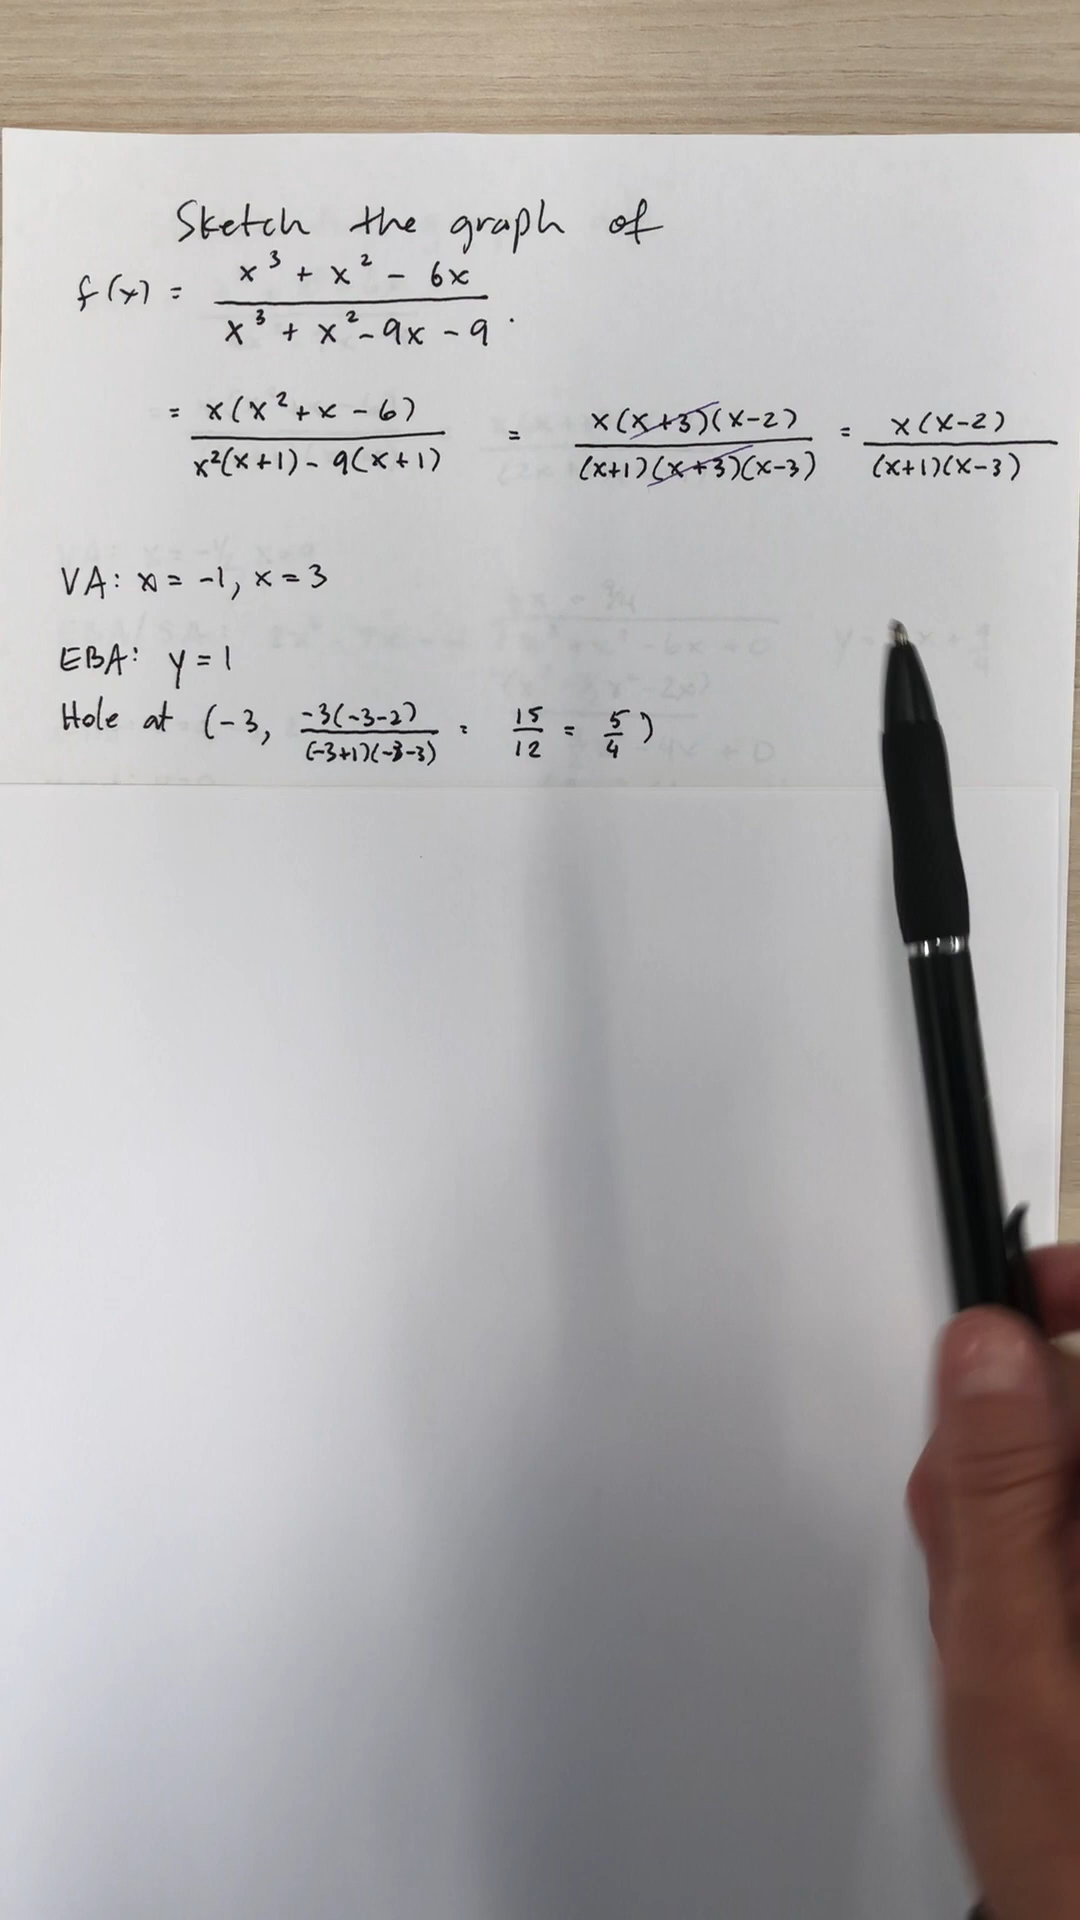 Sketch the graph of
f(x) = (x³ + x² - 6x)/(x³ + x² - 9x - 9).
= (x(x² + x - 6))/(x²(x+1) - 9(x+1)) = (x(x+3)(x-2))/((x+1)(x+3)(x-3)) = (x(x-2))/((x+1)(x-3))
VA: x = -1, x = 3
EBA: y = 1
Hole at (-3, (-3(-3-2))/((-3+1)(-3-3)) = 15/12 = 5/4)